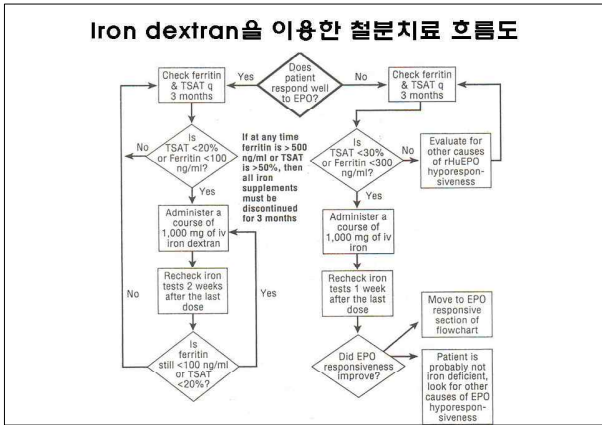 Iron dextran을 이용한 철분치료 흐름도
Does
patient
respond well
to EPO?
Yes
No
Check ferritin
& TSAT q
3 months
Is
TSAT <20%
or Ferritin <100
ng/ml?
No
Yes
Administer a
course of
1,000 mg of iv
iron dextran
Recheck iron
tests 2 weeks
after the last
dose
Is
ferritin
still <100 ng/ml
or TSAT
<20%?
No
Yes
If at any time
ferritin is > 500
ng/ml or TSAT
is >50%, then
all iron
supplements
must be
discontinued
for 3 months
Check ferritin
& TSAT q
3 months
Is
TSAT <30%
or Ferritin <300
ng/ml?
No
Evaluate for
other causes
of rHuEPO
hyporespon-
siveness
Yes
Administer a
course of
1,000 mg of iv
iron
Recheck iron
tests 1 week
after the last
dose
Did EPO
responsiveness
improve?
Move to EPO
responsive
section of
flowchart
Patient is
probably not
iron deficient,
look for other
causes of EPO
hyporespon-
siveness